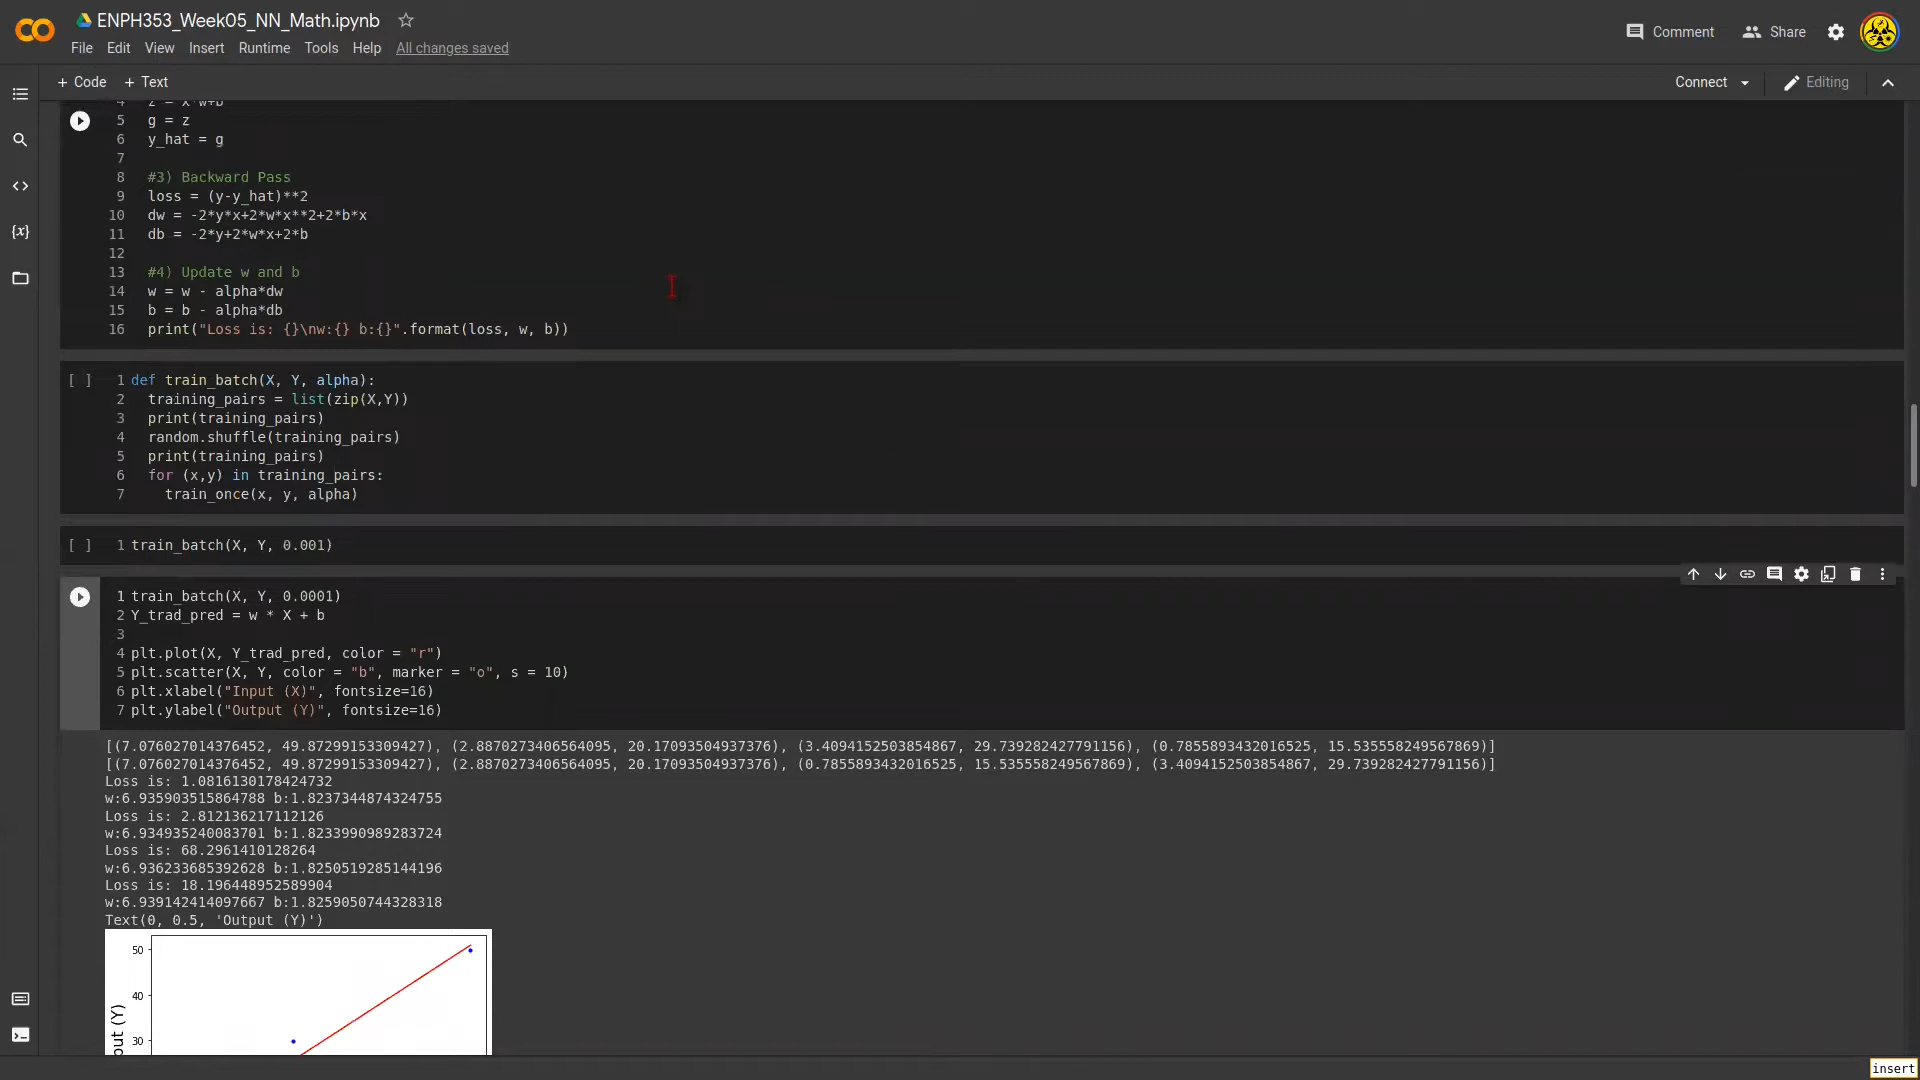 ENPH353_Week05_NN_Math.ipynb
File Edit View Insert Runtime Tools Help All changes saved
Comment Share
+ Code + Text
Connect Editing
4 z = x*w+b
5 g = z
6 y_hat = g
7
8 #3) Backward Pass
9 loss = (y-y_hat)**2
10 dw = -2*y*x+2*w*x**2+2*b*x
11 db = -2*y+2*w*x+2*b
12
13 #4) Update w and b
14 w = w - alpha*dw
15 b = b - alpha*db
16 print("Loss is: {}\nw:{} b:{}".format(loss, w, b))
[ ] 1 def train_batch(X, Y, alpha):
2 training_pairs = list(zip(X,Y))
3 print(training_pairs)
4 random.shuffle(training_pairs)
5 print(training_pairs)
6 for (x,y) in training_pairs:
7 train_once(x, y, alpha)
[ ] 1 train_batch(X, Y, 0.001)
1 train_batch(X, Y, 0.0001)
2 Y_trad_pred = w * X + b
3
4 plt.plot(X, Y_trad_pred, color = "r")
5 plt.scatter(X, Y, color = "b", marker = "o", s = 10)
6 plt.xlabel("Input (X)", fontsize=16)
7 plt.ylabel("Output (Y)", fontsize=16)
[(7.076027014376452, 49.87299153309427), (2.8870273406564095, 20.17093504937376), (3.4094152503854867, 29.739282427791156), (0.7855893432016525, 15.535558249567869)]
[(7.076027014376452, 49.87299153309427), (2.8870273406564095, 20.17093504937376), (0.7855893432016525, 15.535558249567869), (3.4094152503854867, 29.739282427791156)]
Loss is: 1.0816130178424732
w:6.935903515864788 b:1.8237344874324755
Loss is: 2.812136217112126
w:6.934935240083701 b:1.8233990989283724
Loss is: 68.2961410128264
w:6.936233685392628 b:1.8250519285144196
Loss is: 18.196448952589904
w:6.939142414097667 b:1.8259050744328318
Text(0, 0.5, 'Output (Y)')
50
40
30
put (Y)
insert